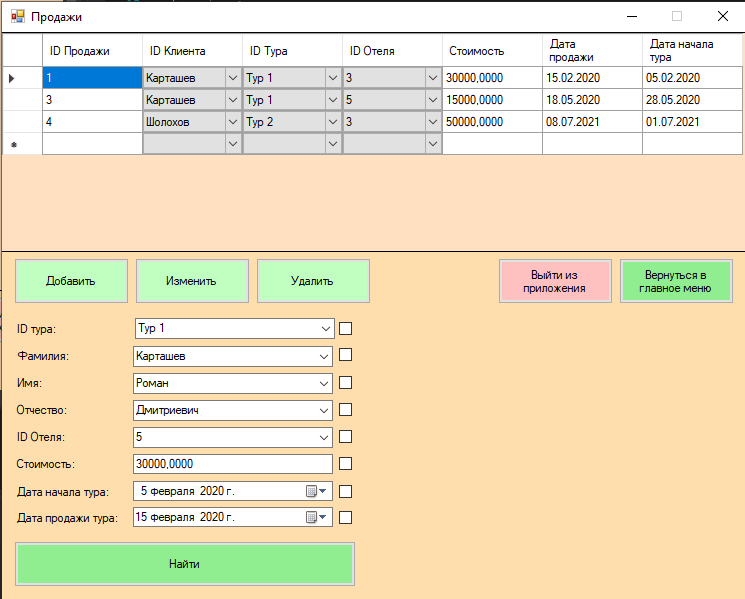 Продажи
ID Продажи ID Клиента ID Тура ID Отеля Стоимость Дата продажи Дата начала тура
1 Карташев Тур 1 3 30000,0000 15.02.2020 05.02.2020
3 Карташев Тур 1 5 15000,0000 18.05.2020 28.05.2020
4 Шолохов Тур 2 3 50000,0000 08.07.2021 01.07.2021
Добавить Изменить Удалить Выйти из приложения Вернуться в главное меню
ID тура: Тур 1
Фамилия: Карташев
Имя: Роман
Отчество: Дмитриевич
ID Отеля: 5
Стоимость: 30000,0000
Дата начала тура: 5 февраля 2020 г.
Дата продажи тура: 15 февраля 2020 г.
Найти